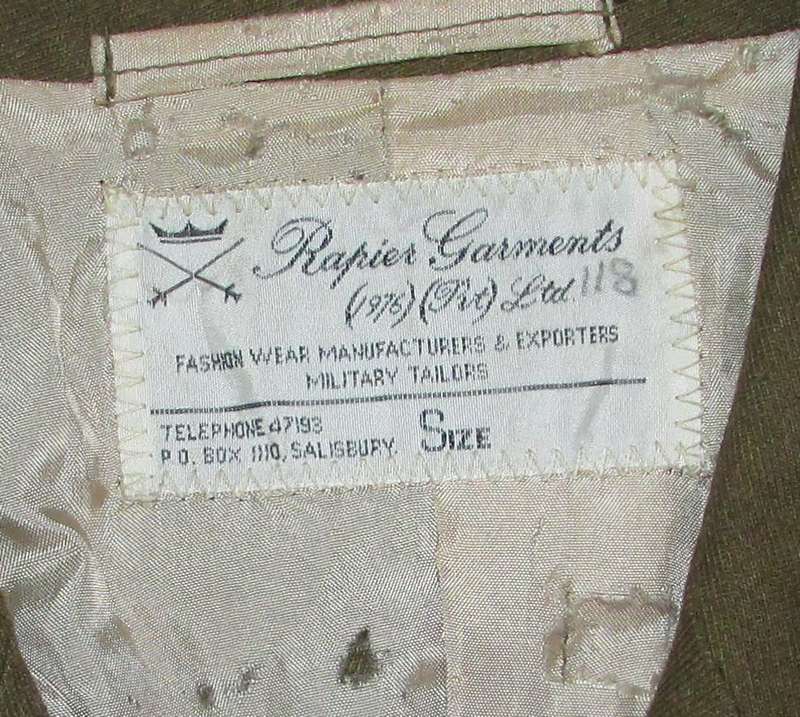 Rapier Garments
(1976) (Pvt) Ltd. 118
FASHION WEAR MANUFACTURERS & EXPORTERS
MILITARY TAILORS
TELEPHONE 47193
P.O. BOX 1110, SALISBURY. SIZE